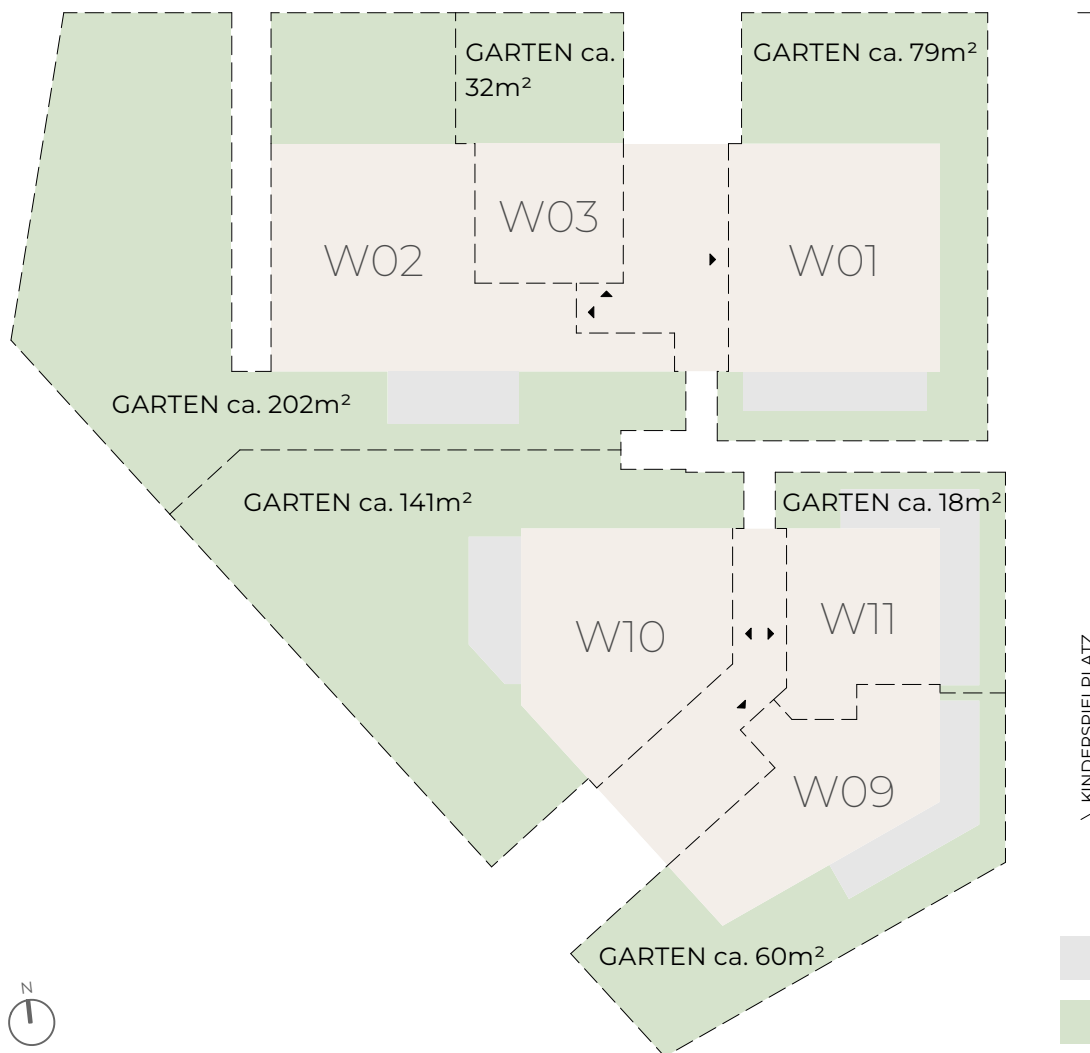 GARTEN ca.
32m²
GARTEN ca. 79m²
W03
W02
W01
GARTEN ca. 202m²
GARTEN ca. 141m²
GARTEN ca. 18m²
W11
W10
KINDERSPIELPLATZ
W09
GARTEN ca. 60m²
N